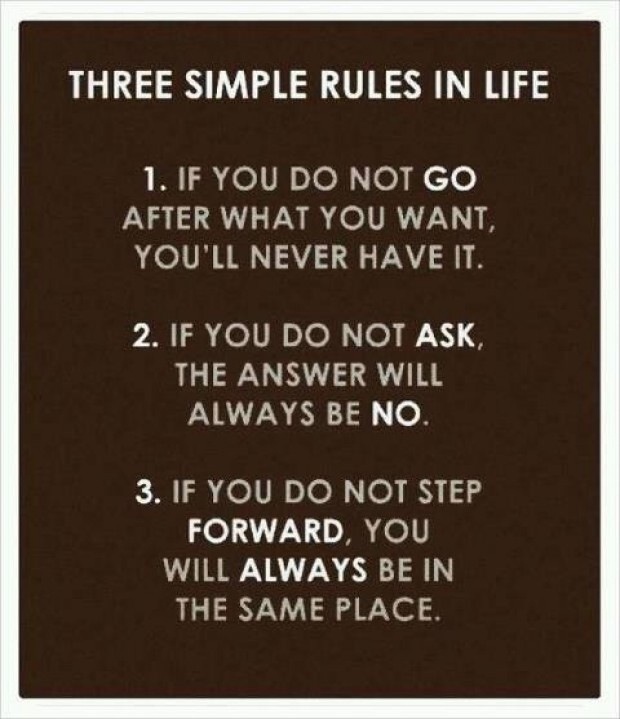 THREE SIMPLE RULES IN LIFE
1. IF YOU DO NOT GO
AFTER WHAT YOU WANT,
YOU'LL NEVER HAVE IT.
2. IF YOU DO NOT ASK,
THE ANSWER WILL
ALWAYS BE NO.
3. IF YOU DO NOT STEP
FORWARD, YOU
WILL ALWAYS BE IN
THE SAME PLACE.